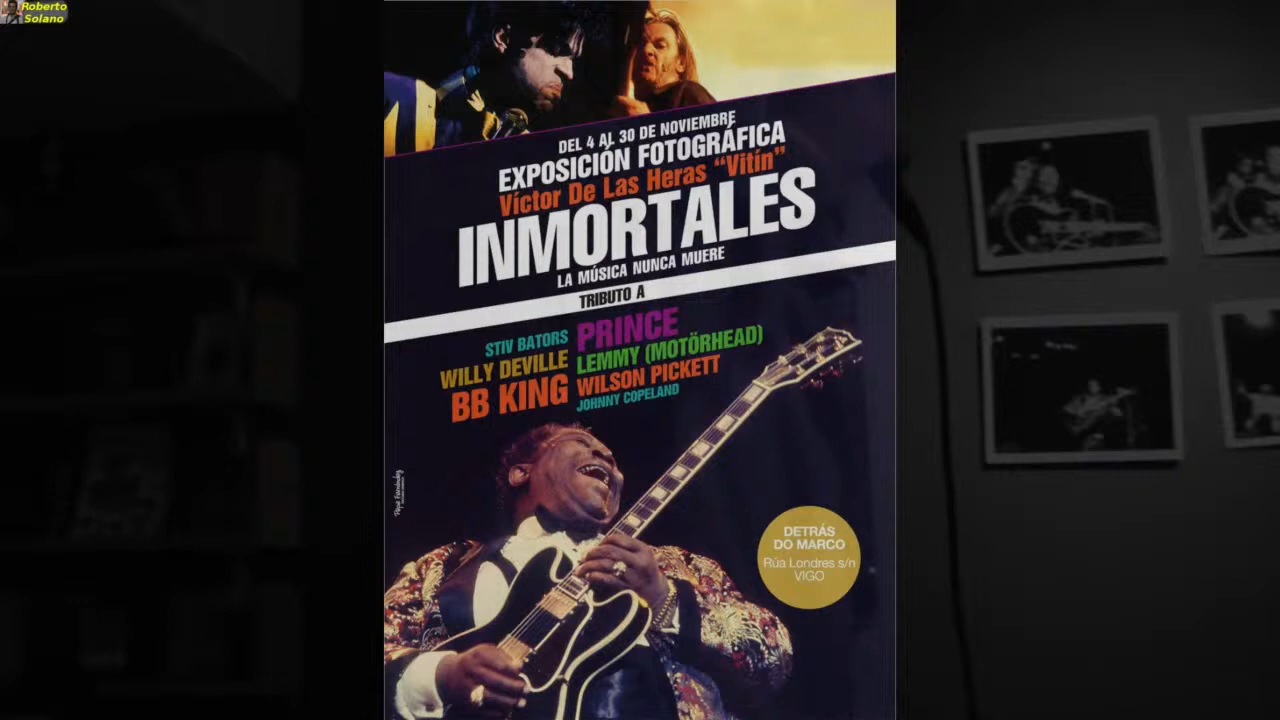 Roberto
Solano
DEL 4 AL 30 DE NOVIEMBRE
EXPOSICIÓN FOTOGRÁFICA
Víctor De Las Heras “Vitín”
INMORTALES
LA MÚSICA NUNCA MUERE
TRIBUTO A
STIV BATORS
WILLY DEVILLE
BB KING
PRINCE
LEMMY (MOTÖRHEAD)
WILSON PICKETT
JOHNNY COPELAND
DETRÁS
DO MARCO
Rúa Londres s/n
VIGO